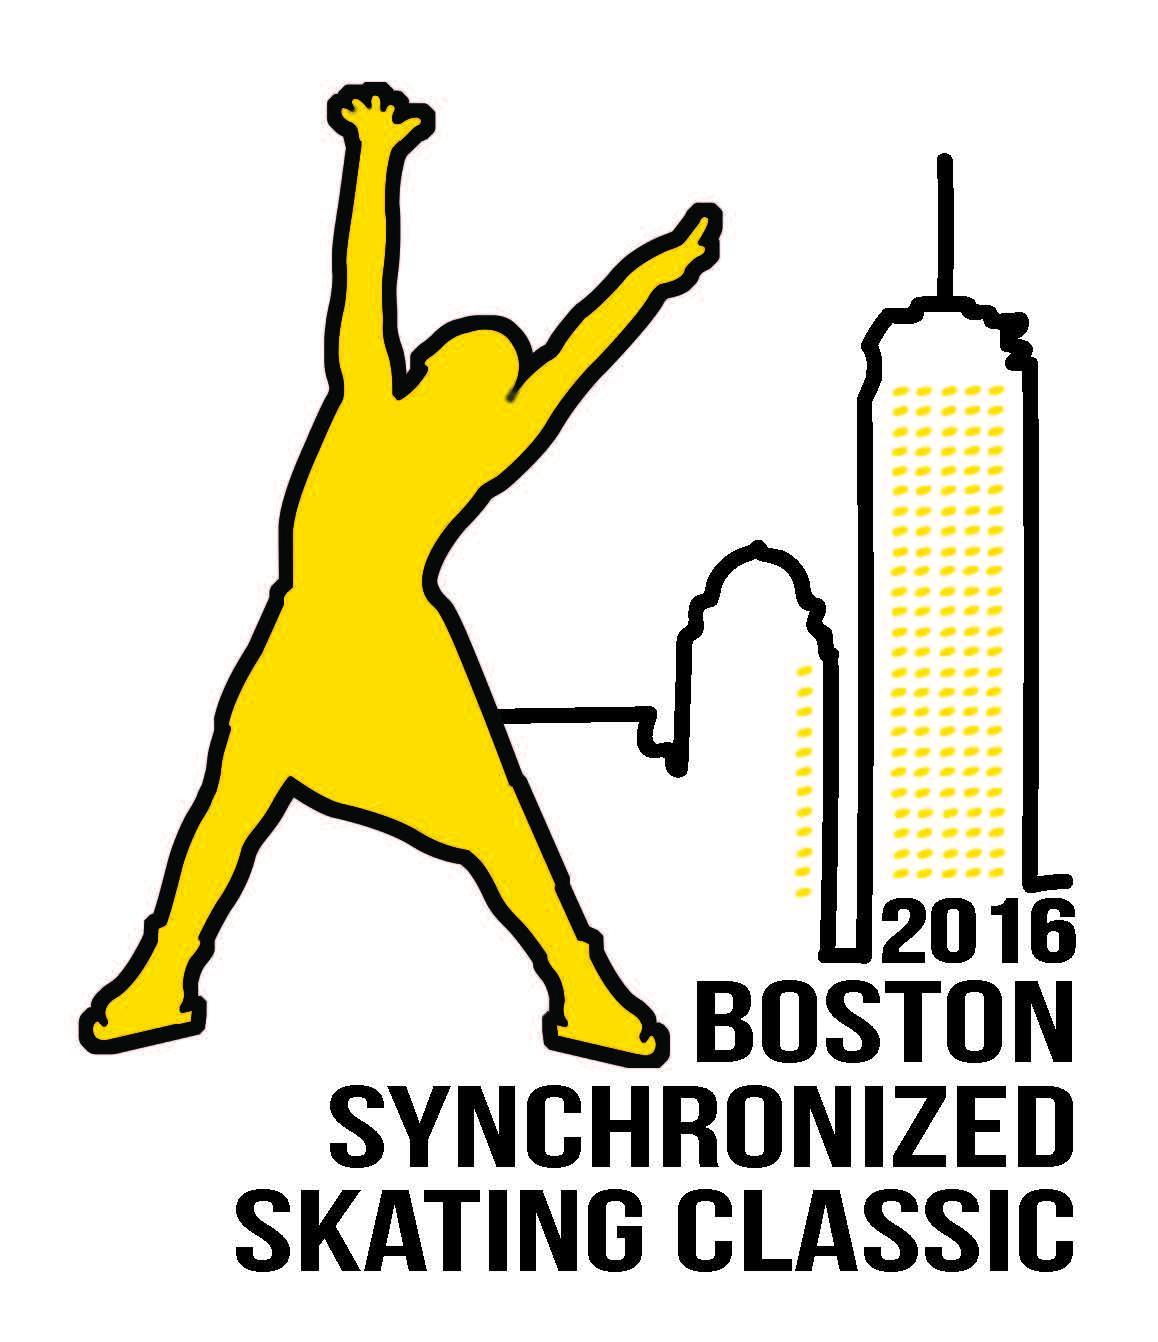 2016
BOSTON
SYNCHRONIZED
SKATING CLASSIC